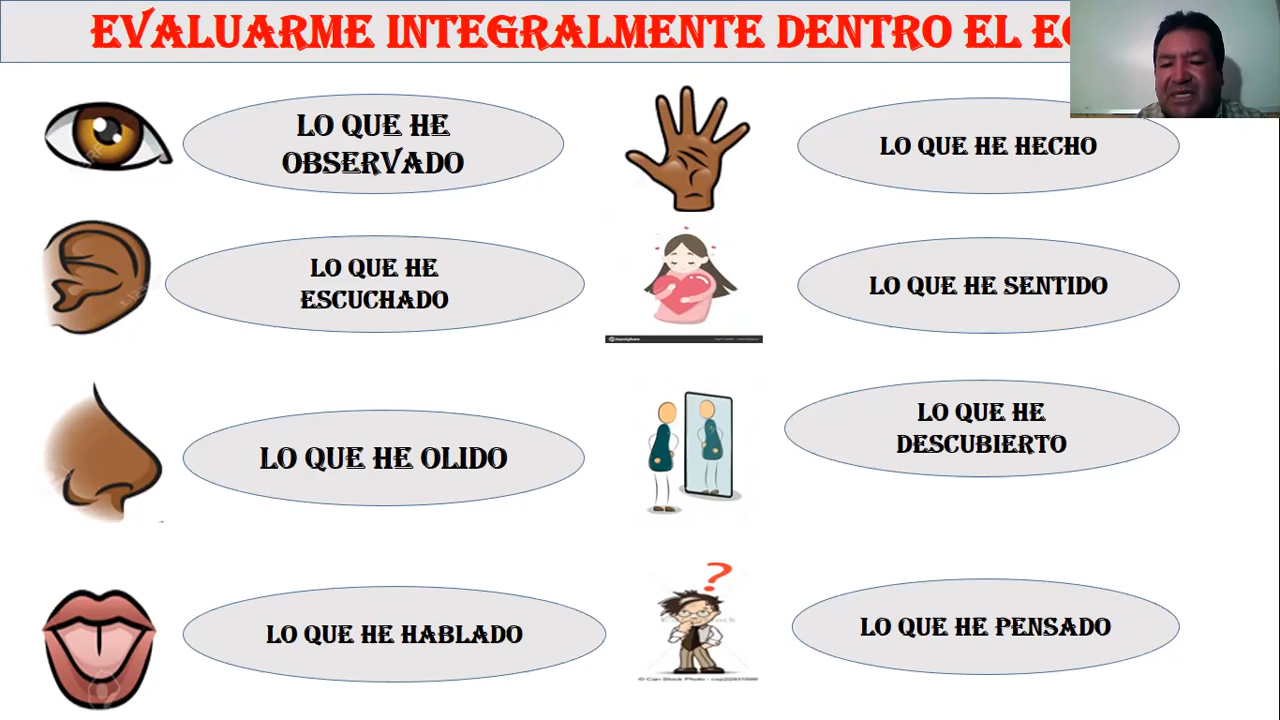 EVALUARME INTEGRALMENTE DENTRO EL
LO QUE HE
OBSERVADO
LO QUE HE HECHO
LO QUE HE
ESCUCHADO
LO QUE HE SENTIDO
LO QUE HE OLIDO
LO QUE HE
DESCUBIERTO
LO QUE HE HABLADO
LO QUE HE PENSADO